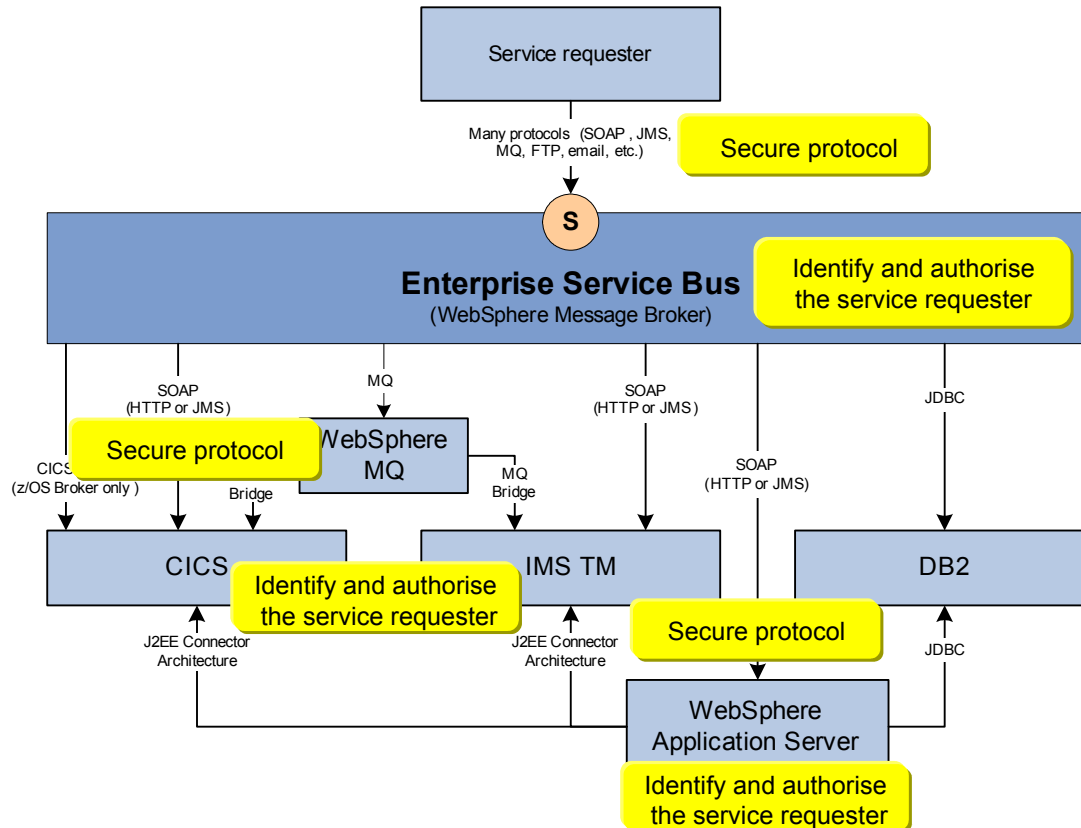 Service requester
Many protocols (SOAP , JMS,
MQ, FTP, email, etc.)
Secure protocol
S
Enterprise Service Bus
(WebSphere Message Broker)
Identify and authorise
the service requester
SOAP
(HTTP or JMS)
MQ
SOAP
(HTTP or JMS)
JDBC
Secure protocol
WebSphere
MQ
CICS
(z/OS Broker only )
Bridge
MQ
Bridge
SOAP
(HTTP or JMS)
CICS
IMS TM
DB2
Identify and authorise
the service requester
J2EE Connector
Architecture
J2EE Connector
Architecture
Secure protocol
JDBC
WebSphere
Application Server
Identify and authorise
the service requester